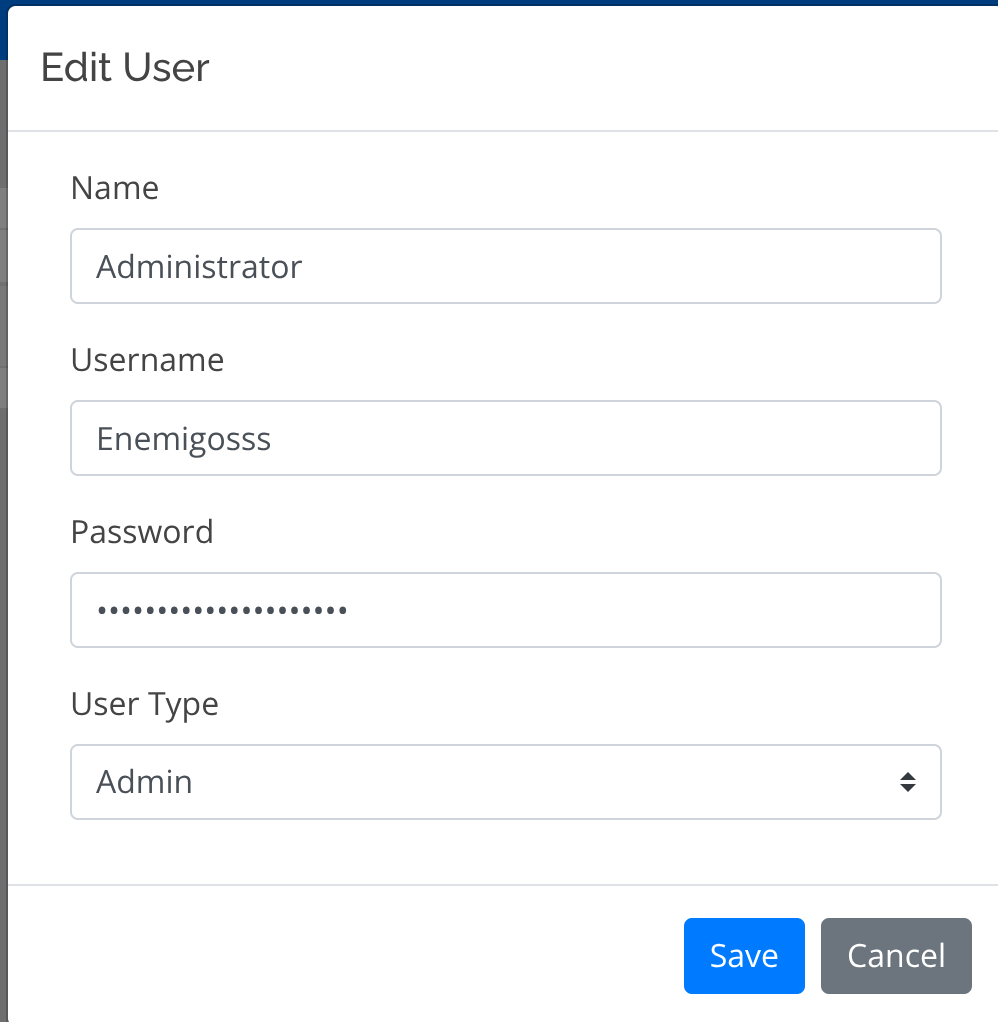 Edit User
Name
Administrator
Username
Enemigosss
Password
•••••••••••••••••••••
User Type
Admin
Save
Cancel